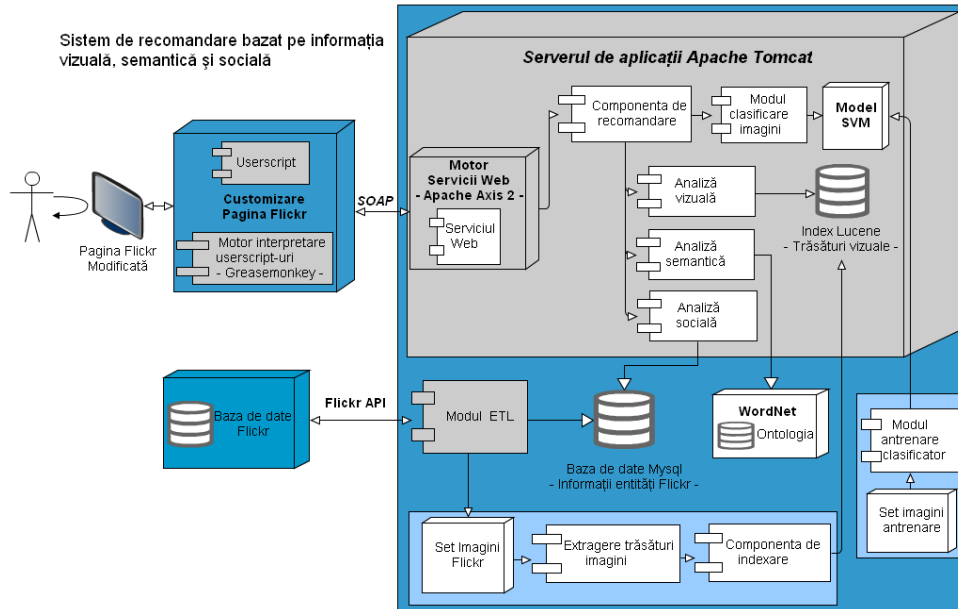 Sistem de recomandare bazat pe informația
vizuală, semantică și socială
Serverul de aplicații Apache Tomcat
Componenta de
recomandare
Modul
clasificare
imagini
Model
SVM
Userscript
Customizare
Pagina Flickr
Motor interpretare
userscript-uri
- Greasemonkey -
Pagina Flickr
Modificată
SOAP
Motor
Servicii Web
- Apache Axis 2 -
Serviciul
Web
Analiză
vizuală
Index Lucene
- Trăsături vizuale -
Analiză
semantică
Analiză
socială
Baza de date
Flickr
Flickr API
Modul ETL
Baza de date Mysql
- Informații entități Flickr -
WordNet
Ontologia
Modul
antrenare
clasificator
Set imagini
antrenare
Set Imagini
Flickr
Extragere trăsături
imagini
Componenta de
indexare